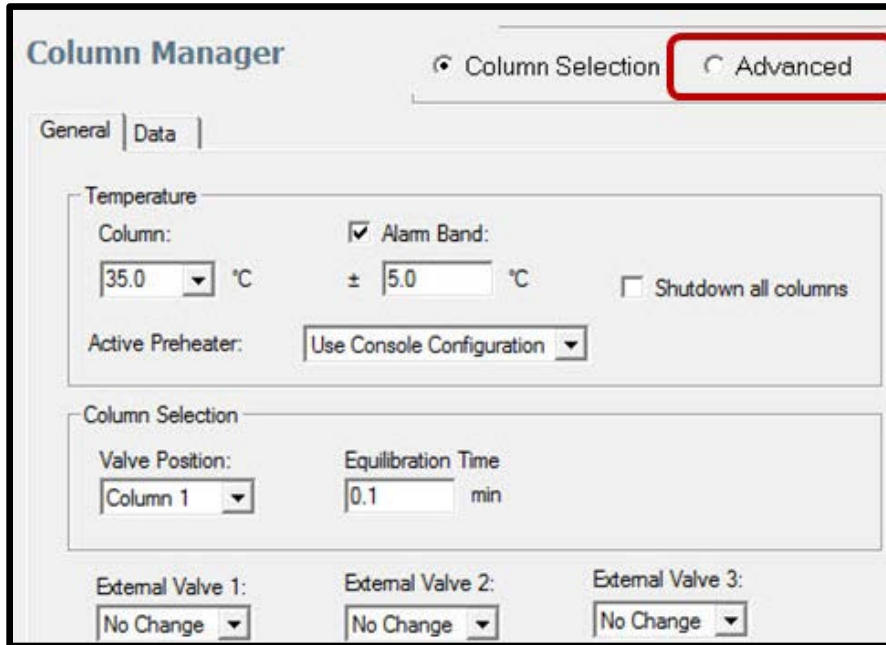 Column Manager
Column Selection Advanced
General Data
Temperature
Column: Alarm Band:
35.0 °C ± 5.0 °C Shutdown all columns
Active Preheater: Use Console Configuration
Column Selection
Valve Position: Equilibration Time
Column 1 0.1 min
External Valve 1: External Valve 2: External Valve 3:
No Change No Change No Change